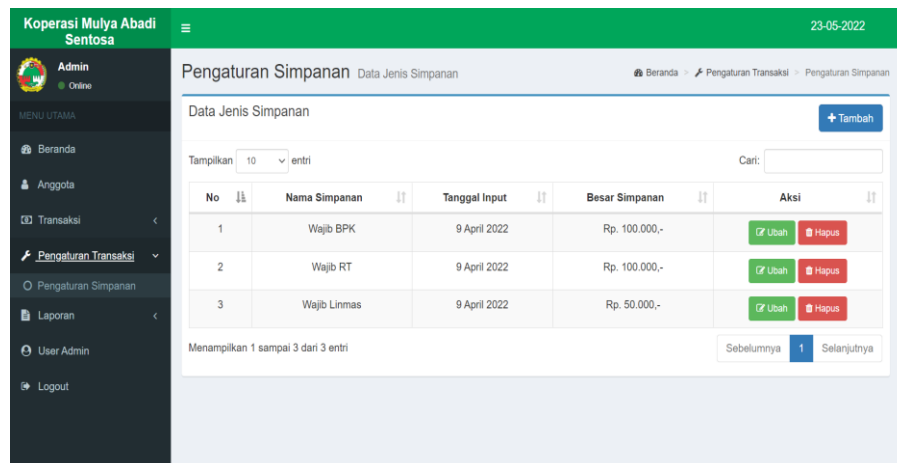 Koperasi Mulya Abadi
Sentosa
23-05-2022
Admin
Online
MENU UTAMA
Beranda
Anggota
Transaksi
Pengaturan Transaksi
Pengaturan Simpanan
Laporan
User Admin
Logout
Pengaturan Simpanan Data Jenis Simpanan
Beranda > Pengaturan Transaksi > Pengaturan Simpanan
Data Jenis Simpanan
+ Tambah
Tampilkan 10 entri
Cari:
No Nama Simpanan Tanggal Input Besar Simpanan Aksi
1 Wajib BPK 9 April 2022 Rp. 100.000,- Ubah Hapus
2 Wajib RT 9 April 2022 Rp. 100.000,- Ubah Hapus
3 Wajib Linmas 9 April 2022 Rp. 50.000,- Ubah Hapus
Menampilkan 1 sampai 3 dari 3 entri
Sebelumnya 1 Selanjutnya